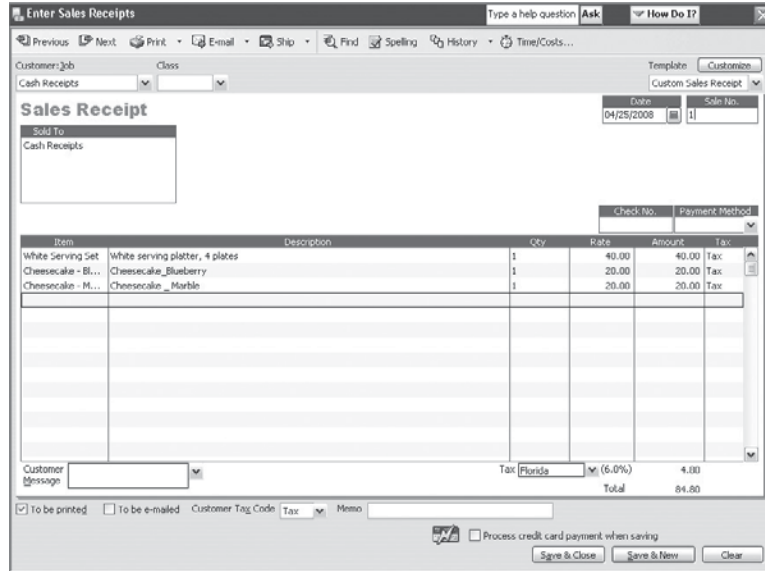 Enter Sales Receipts Type a help question Ask How Do I?
Previous Next Print E-mail Ship Find Spelling History Time/Costs...
Customer:Job Class Template Customize
Cash Receipts Custom Sales Receipt
Sales Receipt
Date Sale No.
04/25/2008 1
Sold To
Cash Receipts
Check No. Payment Method
Item Description Qty Rate Amount Tax
White Serving Set White serving platter, 4 plates 1 40.00 40.00 Tax
Cheesecake - Bl... Cheesecake_Blueberry 1 20.00 20.00 Tax
Cheesecake - M... Cheesecake _ Marble 1 20.00 20.00 Tax
Customer Message Tax Florida (6.0%) 4.80
Total 84.80
To be printed To be e-mailed Customer Tax Code Tax Memo
Process credit card payment when saving
Save & Close Save & New Clear